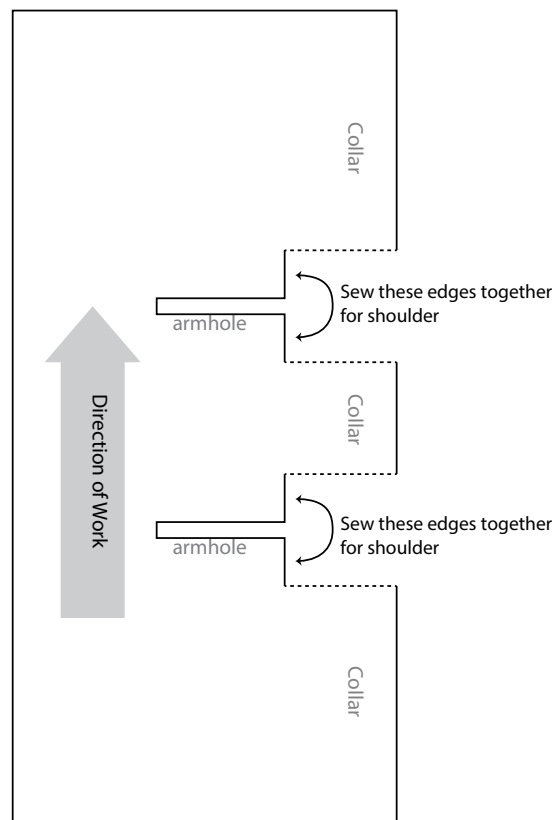 Collar
Sew these edges together
for shoulder
armhole
Direction of Work
Collar
Sew these edges together
for shoulder
armhole
Collar